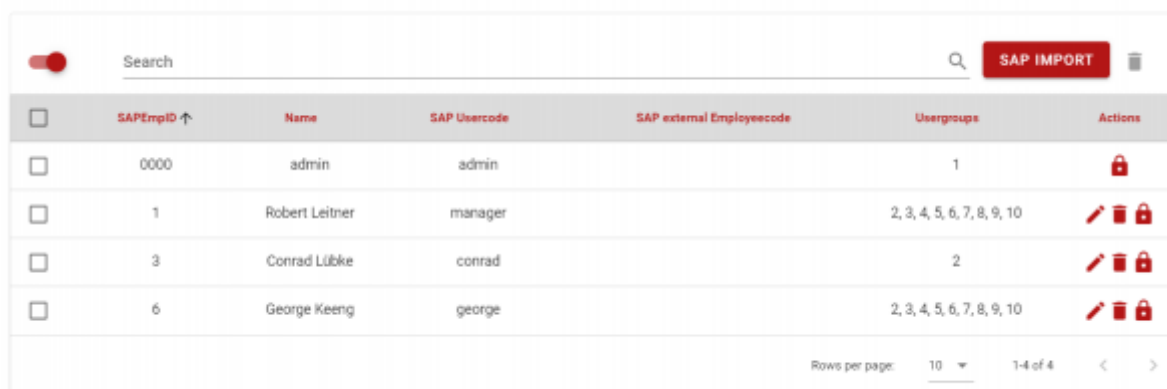 Search SAP IMPORT
SAPEmpID Name SAP Usercode SAP external Employeecode Usergroups Actions
0000 admin admin 1
1 Robert Leitner manager 2, 3, 4, 5, 6, 7, 8, 9, 10
3 Conrad Lübke conrad 2
6 George Keeng george 2, 3, 4, 5, 6, 7, 8, 9, 10
Rows per page: 10 1-4 of 4